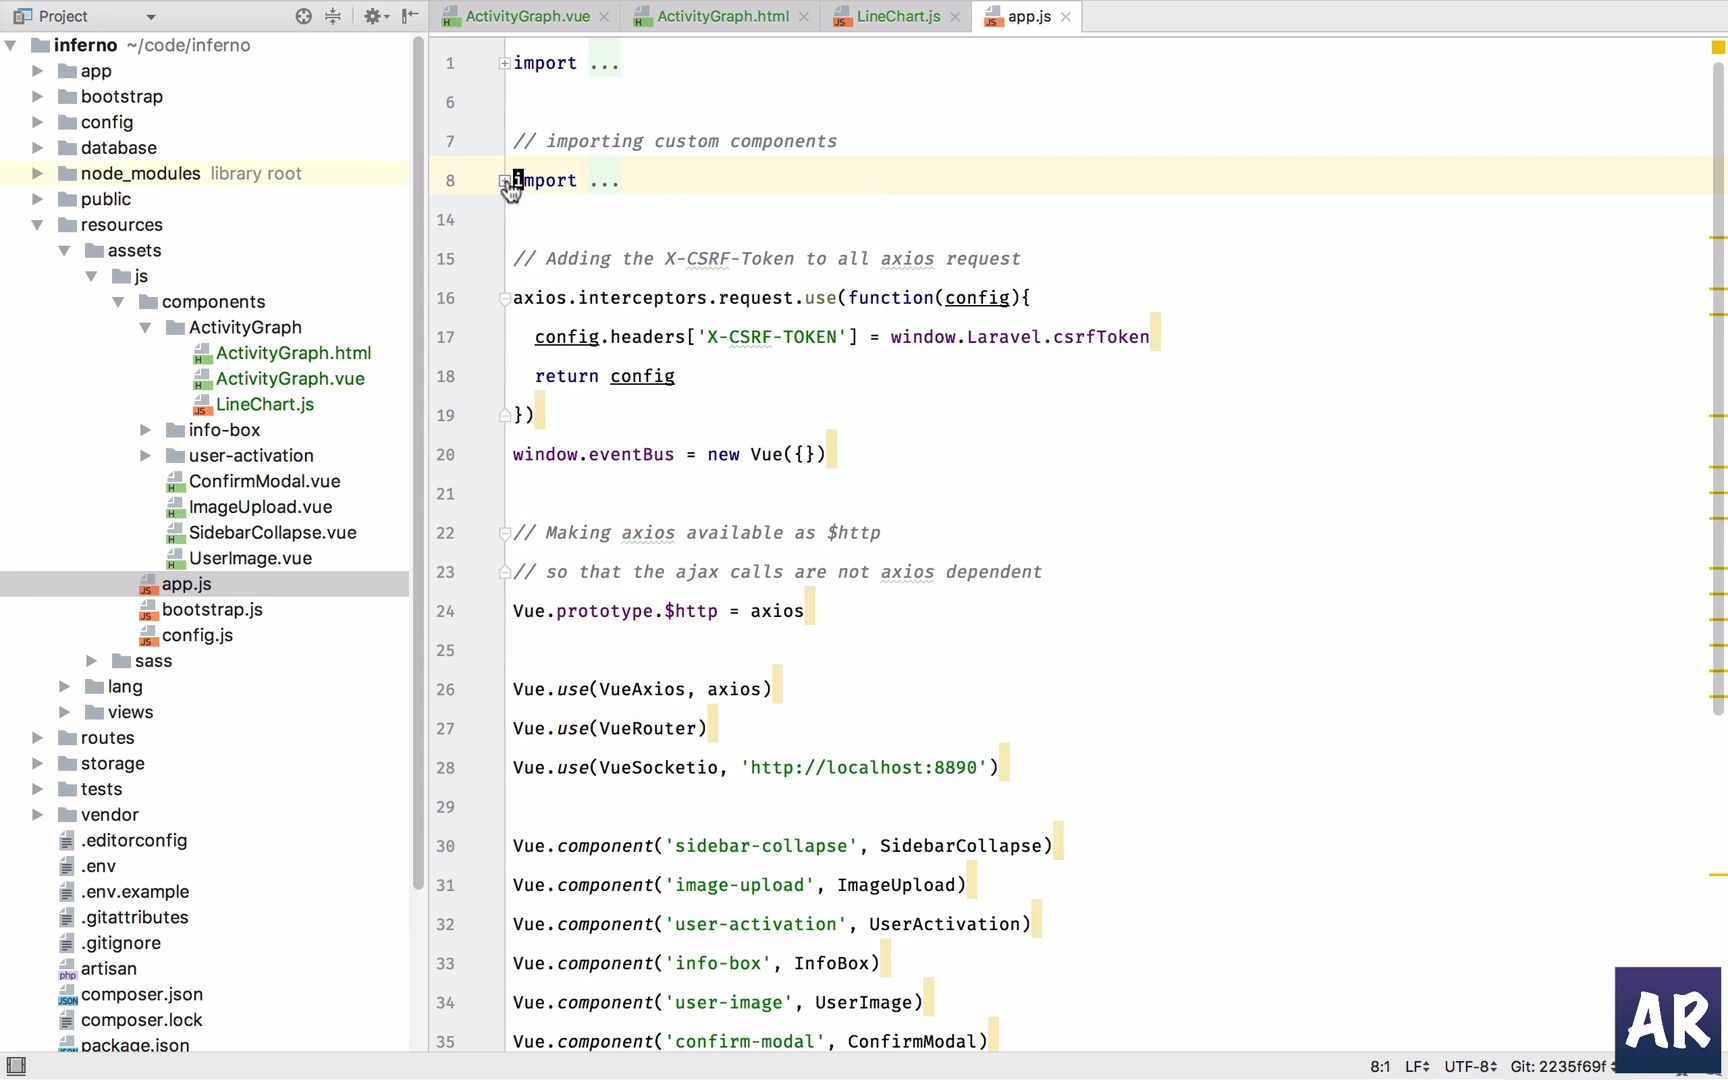 Project
ActivityGraph.vue
ActivityGraph.html
LineChart.js
app.js
inferno ~/code/inferno
app
bootstrap
config
database
node_modules library root
public
resources
assets
js
components
ActivityGraph
ActivityGraph.html
ActivityGraph.vue
LineChart.js
info-box
user-activation
ConfirmModal.vue
ImageUpload.vue
SidebarCollapse.vue
UserImage.vue
app.js
bootstrap.js
config.js
sass
lang
views
routes
storage
tests
vendor
.editorconfig
.env
.env.example
.gitattributes
.gitignore
artisan
composer.json
composer.lock
package.json
1 import ...
6
7 // importing custom components
8 import ...
14
15 // Adding the X-CSRF-Token to all axios request
16 axios.interceptors.request.use(function(config){
17 config.headers['X-CSRF-TOKEN'] = window.Laravel.csrfToken
18 return config
19 })
20 window.eventBus = new Vue({})
21
22 // Making axios available as $http
23 // so that the ajax calls are not axios dependent
24 Vue.prototype.$http = axios
25
26 Vue.use(VueAxios, axios)
27 Vue.use(VueRouter)
28 Vue.use(VueSocketio, 'http://localhost:8890')
29
30 Vue.component('sidebar-collapse', SidebarCollapse)
31 Vue.component('image-upload', ImageUpload)
32 Vue.component('user-activation', UserActivation)
33 Vue.component('info-box', InfoBox)
34 Vue.component('user-image', UserImage)
35 Vue.component('confirm-modal', ConfirmModal)
8:1 LF UTF-8 Git: 2235f69f
AR